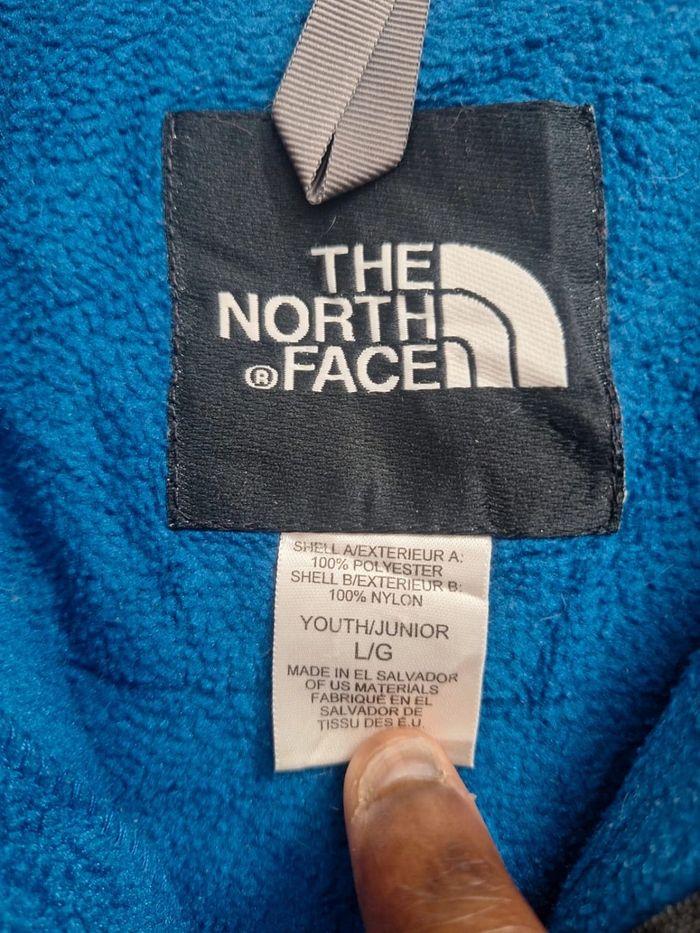 THE
NORTH
® FACE
SHELL A/EXTERIEUR A:
100% POLYESTER
SHELL B/EXTERIEUR B:
100% NYLON
YOUTH/JUNIOR
L/G
MADE IN EL SALVADOR
OF US MATERIALS
FABRIQUÉ EN EL
SALVADOR DE
TISSU DES É.U.